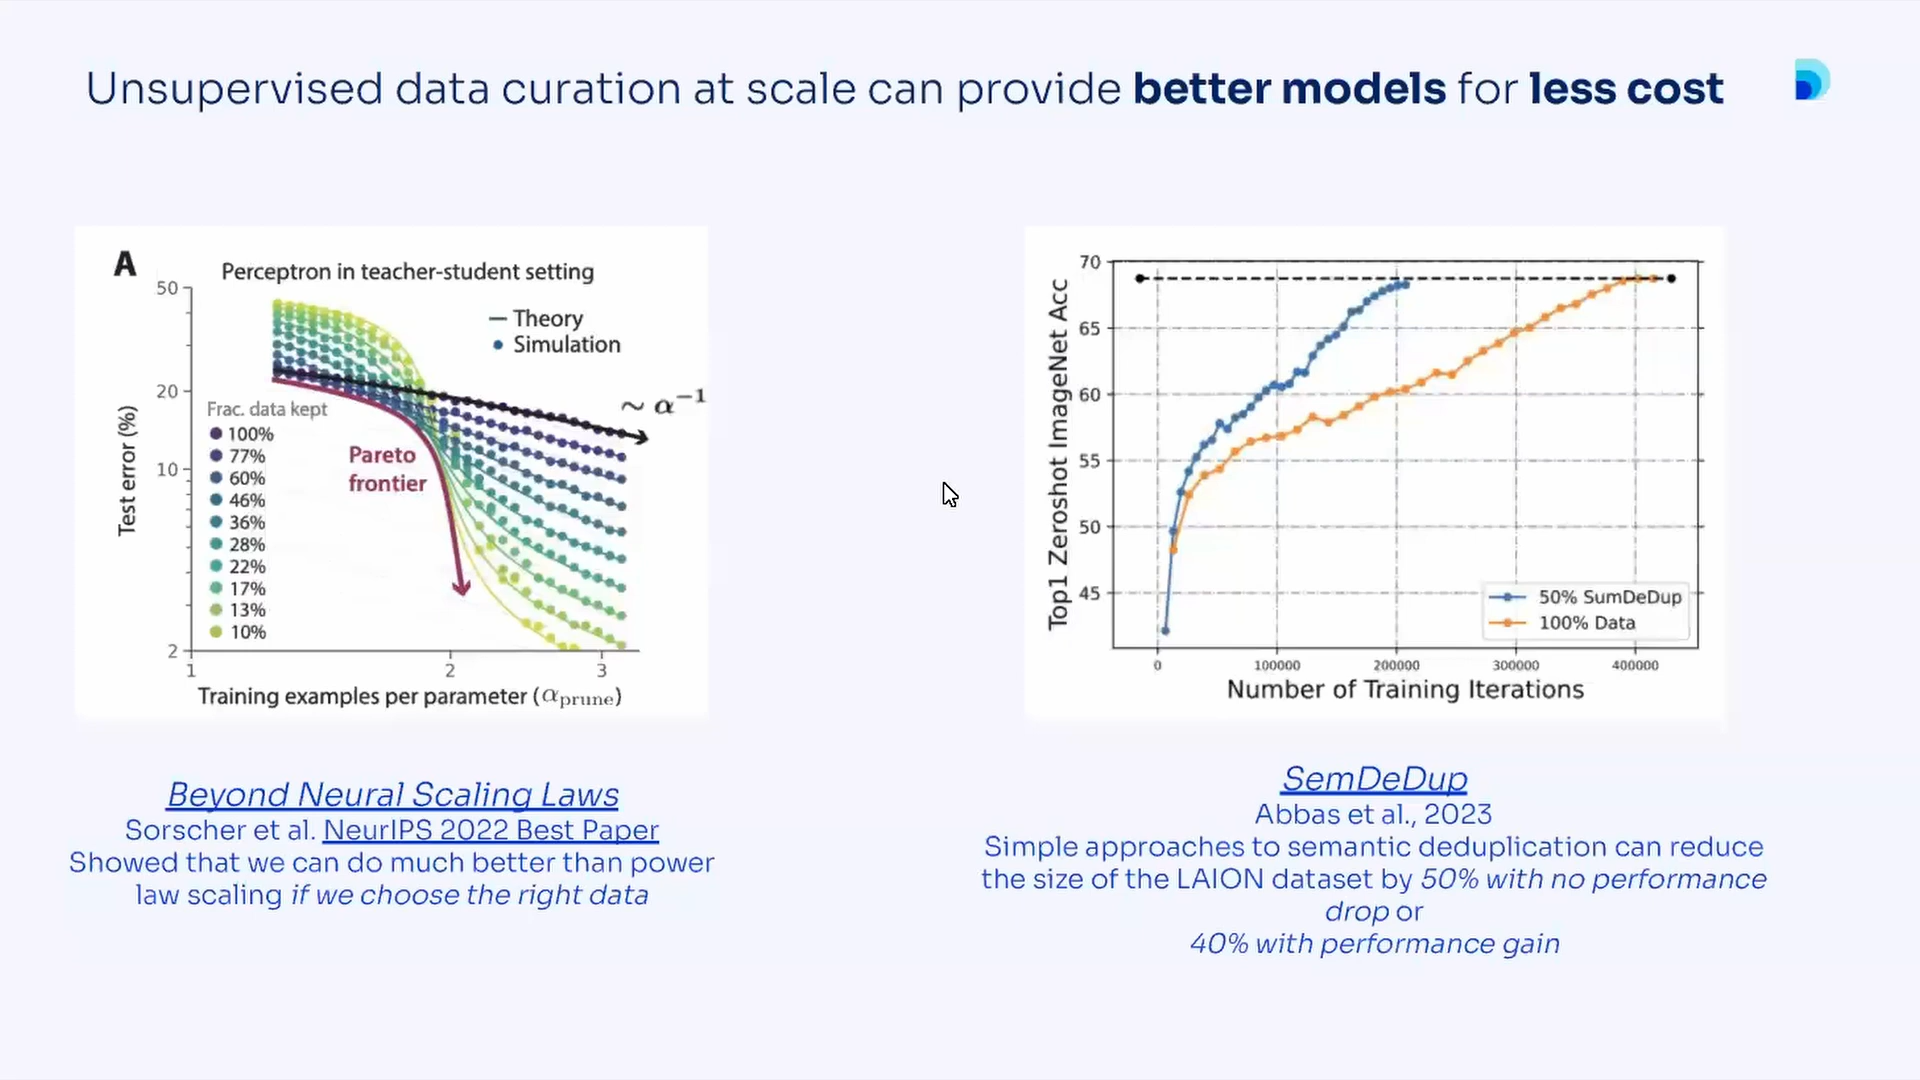 Unsupervised data curation at scale can provide better models for less cost
A
Perceptron in teacher-student setting
50
20
10
2
Test error (%)
Theory
Simulation
~ α⁻¹
Frac. data kept
100%
77%
60%
46%
36%
28%
22%
17%
13%
10%
Pareto
frontier
1
2
3
Training examples per parameter (αprune)
Beyond Neural Scaling Laws
Sorscher et al. NeurIPS 2022 Best Paper
Showed that we can do much better than power
law scaling if we choose the right data
70
65
60
55
50
45
Top1 Zeroshot ImageNet Acc
50% SumDeDup
100% Data
0
100000
200000
300000
400000
Number of Training Iterations
SemDeDup
Abbas et al., 2023
Simple approaches to semantic deduplication can reduce
the size of the LAION dataset by 50% with no performance
drop or
40% with performance gain